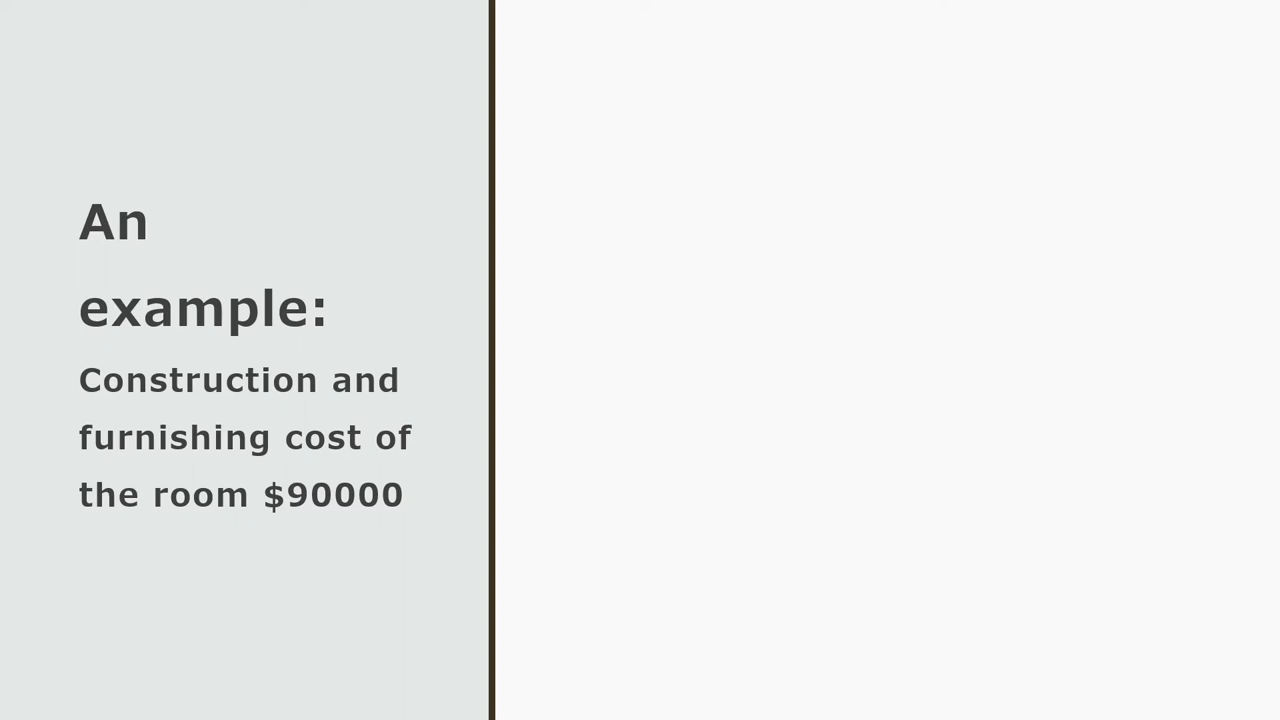 An
example:
Construction and
furnishing cost of
the room $90000